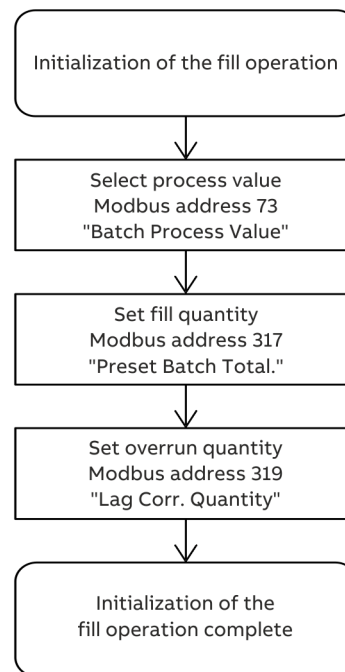 Initialization of the fill operation
Select process value
Modbus address 73
"Batch Process Value"
Set fill quantity
Modbus address 317
"Preset Batch Total."
Set overrun quantity
Modbus address 319
"Lag Corr. Quantity"
Initialization of the
fill operation complete